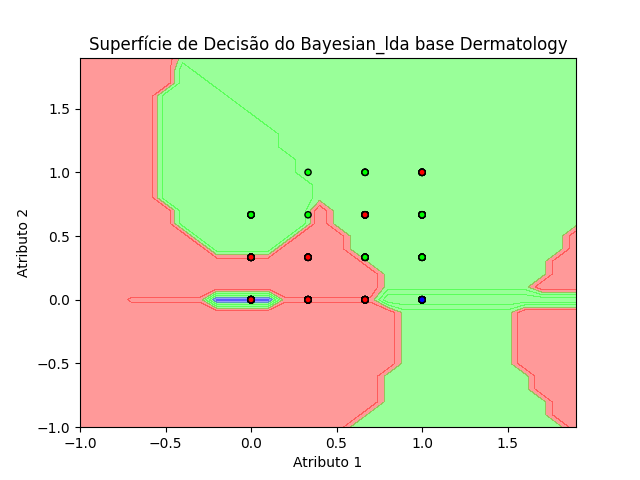 Superfície de Decisão do Bayesian_lda base Dermatology
1.5
1.0
0.5
0.0
−0.5
−1.0
Atributo 2
−1.0 −0.5 0.0 0.5 1.0 1.5
Atributo 1